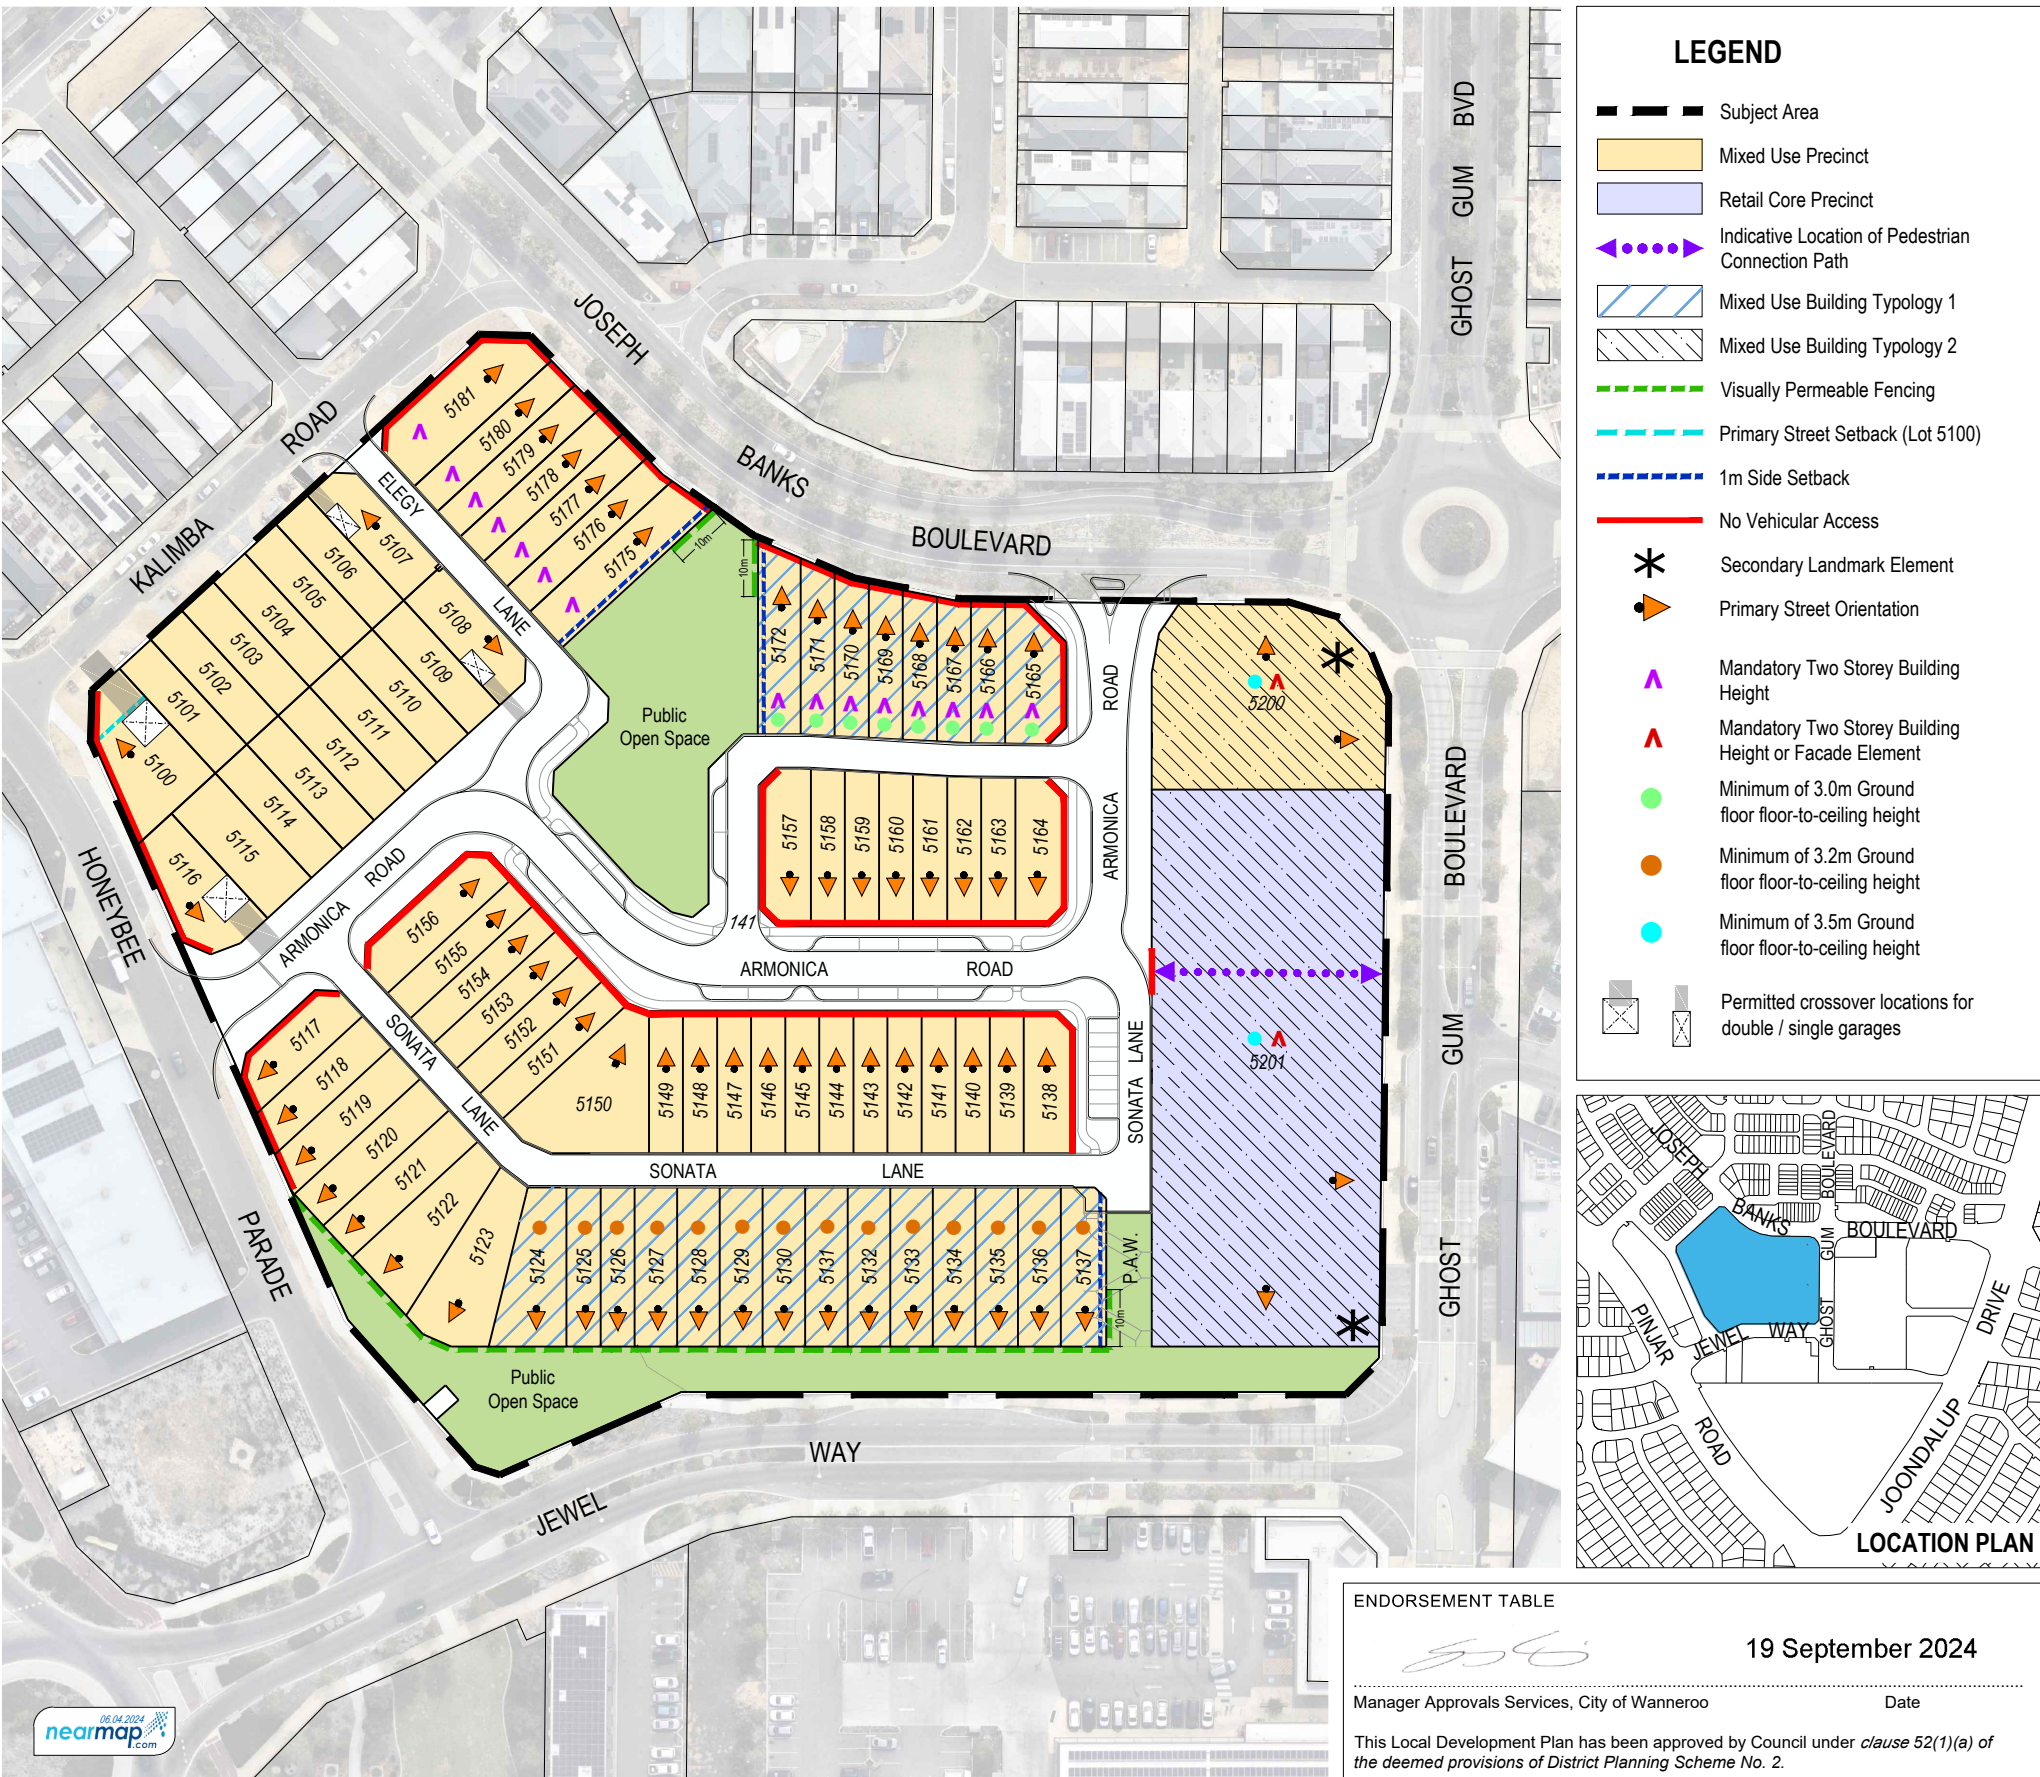 GHOST GUM BVD
JOSEPH
BANKS
BOULEVARD
KALIMBA
ROAD
ELEGY
LANE
5181
5180
5179
5178
5177
5176
5175
10m
10m
5107
5106
5105
5104
5103
5102
5101
5100
5108
5109
5110
5111
5112
5113
5114
5115
5116
Public
Open Space
5172
5171
5170
5169
5168
5167
5166
5165
ROAD
ARMONICA
5200
5157
5158
5159
5160
5161
5162
5163
5164
141
ARMONICA
ROAD
ARMONICA
ROAD
HONEYBEE
PARADE
5156
5155
5154
5153
5152
5151
5150
5149
5148
5147
5146
5145
5144
5143
5142
5141
5140
5139
5138
SONATA
LANE
SONATA LANE
SONATA
LANE
5117
5118
5119
5120
5121
5122
5123
5124
5125
5126
5127
5128
5129
5130
5131
5132
5133
5134
5135
5136
5137
P.A.W.
10m
5201
BOULEVARD
GUM
GHOST
Public
Open Space
JEWEL
WAY
06.04.2024
nearmap
.com
LEGEND
Subject Area
Mixed Use Precinct
Retail Core Precinct
Indicative Location of Pedestrian
Connection Path
Mixed Use Building Typology 1
Mixed Use Building Typology 2
Visually Permeable Fencing
Primary Street Setback (Lot 5100)
1m Side Setback
No Vehicular Access
Secondary Landmark Element
Primary Street Orientation
Mandatory Two Storey Building
Height
Mandatory Two Storey Building
Height or Facade Element
Minimum of 3.0m Ground
floor floor-to-ceiling height
Minimum of 3.2m Ground
floor floor-to-ceiling height
Minimum of 3.5m Ground
floor floor-to-ceiling height
Permitted crossover locations for
double / single garages
JOSEPH
BANKS
BOULEVARD
BOULEVARD
GUM
GHOST
PINJAR
ROAD
JEWEL
WAY
DRIVE
JOONDALUP
LOCATION PLAN
ENDORSEMENT TABLE
19 September 2024
Manager Approvals Services, City of Wanneroo
Date
This Local Development Plan has been approved by Council under clause 52(1)(a) of
the deemed provisions of District Planning Scheme No. 2.